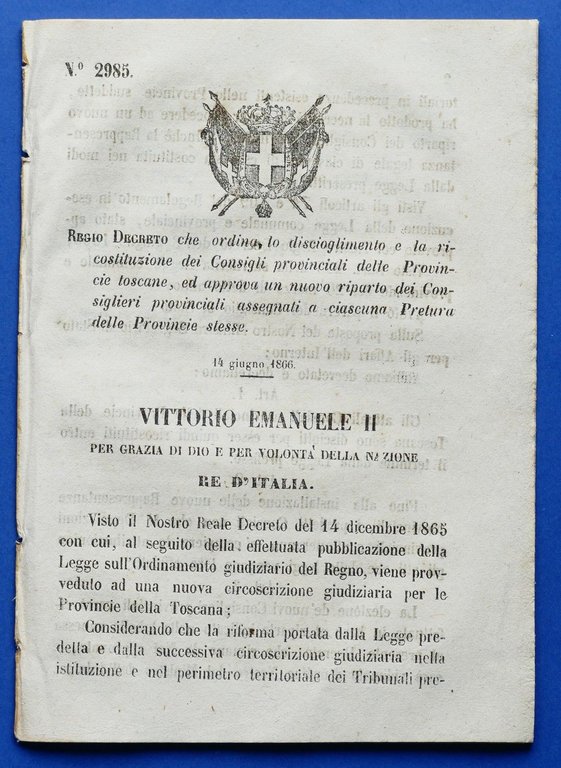 N.º 2985.
REGIO DECRETO che ordina lo discioglimento e la ri-
costituzione dei Consigli provinciali delle Provin-
cie toscane, ed approva un nuovo riparto dei Con-
siglieri provinciali assegnati a ciascuna Pretura
delle Provincie stesse.
14 giugno 1866.
VITTORIO EMANUELE II
PER GRAZIA DI DIO E PER VOLONTA' DELLA NAZIONE
RE D'ITALIA.
Visto il Nostro Reale Decreto del 14 dicembre 1865
con cui, al seguito della effettuata pubblicazione della
Legge sull'Ordinamento giudiziario del Regno, viene prov-
veduto ad una nuova circoscrizione giudiziaria per le
Provincie della Toscana;
Considerando che la riforma portata dalla Legge pre-
detta e dalla successiva circoscrizione giudiziaria nella
istituzione e nel perimetro territoriale dei Tribunali pre-